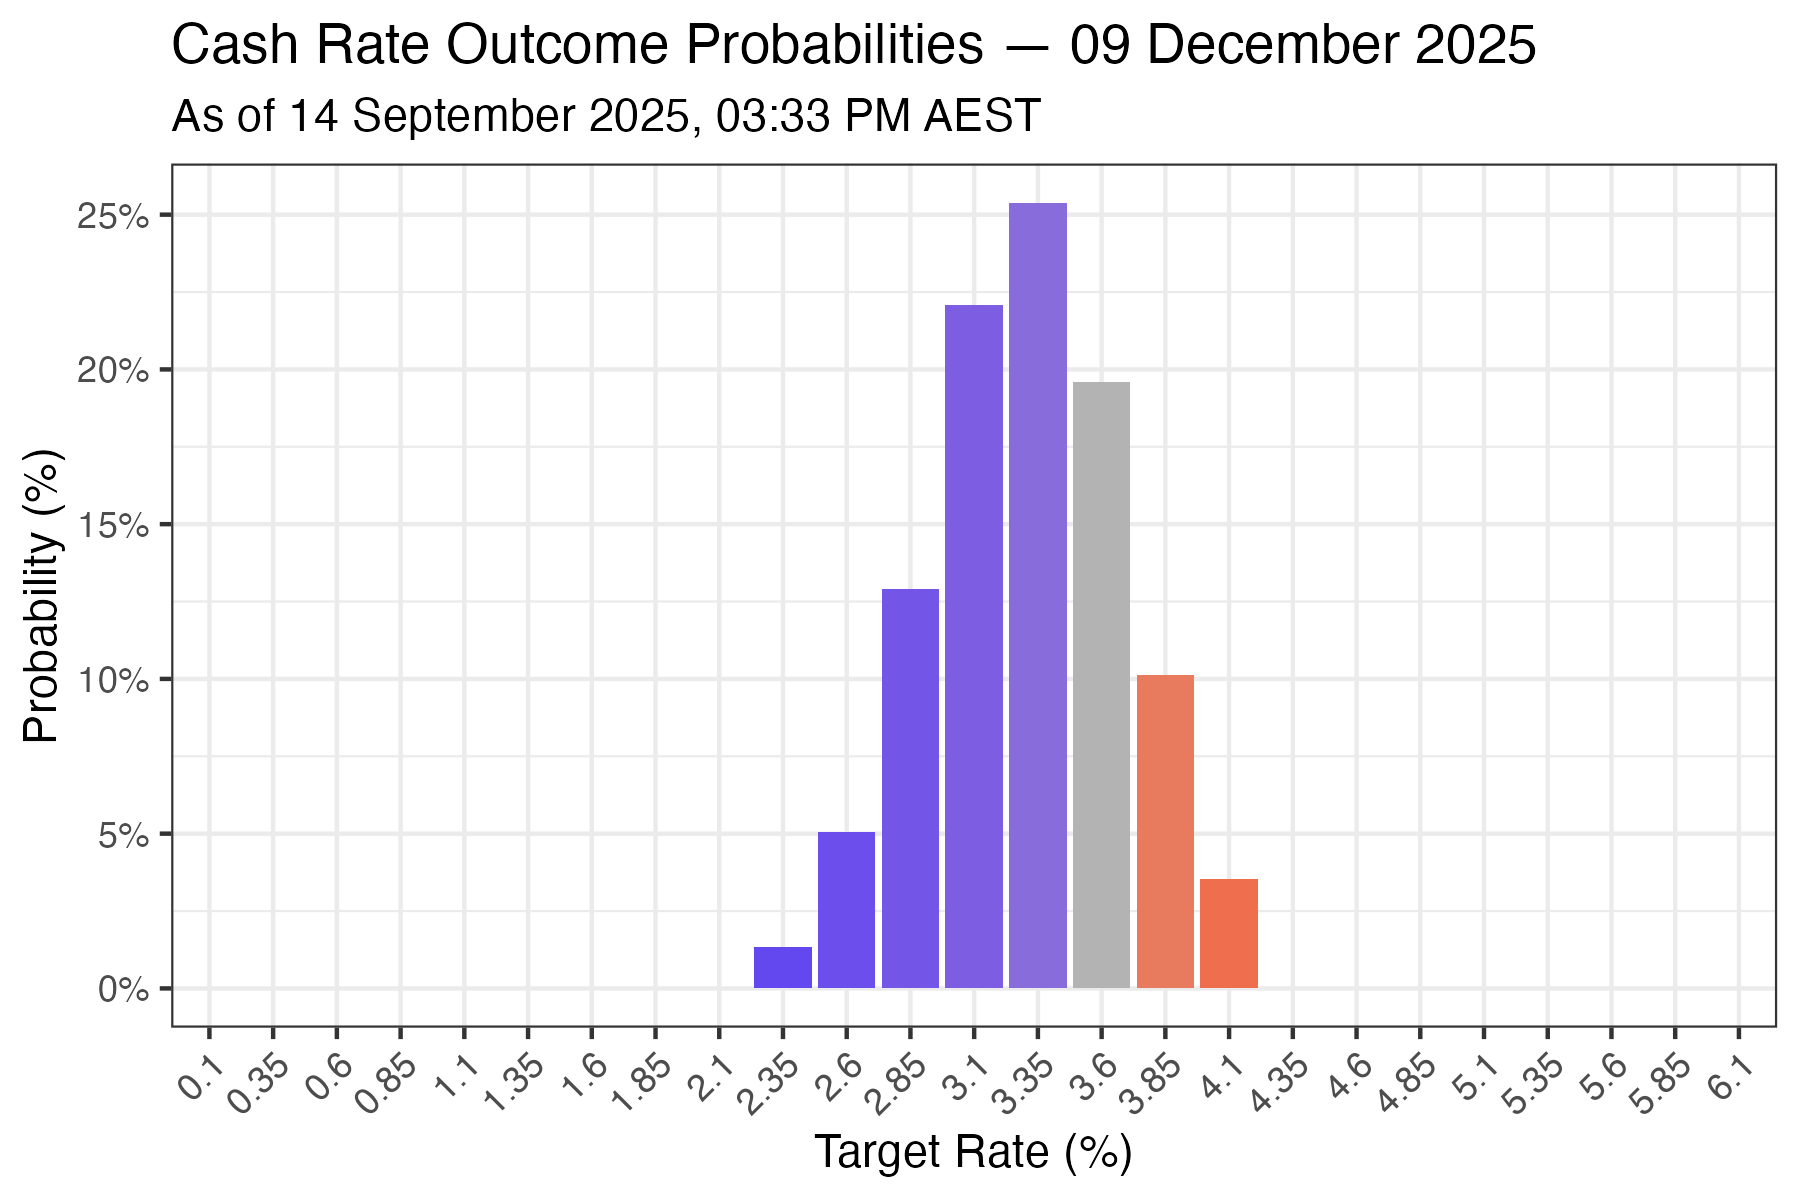 Cash Rate Outcome Probabilities — 09 December 2025
As of 14 September 2025, 03:33 PM AEST
Probability (%)
25%
20%
15%
10%
5%
0%
0.1 0.35 0.6 0.85 1.1 1.35 1.6 1.85 2.1 2.35 2.6 2.85 3.1 3.35 3.6 3.85 4.1 4.35 4.6 4.85 5.1 5.35 5.6 5.85 6.1
Target Rate (%)